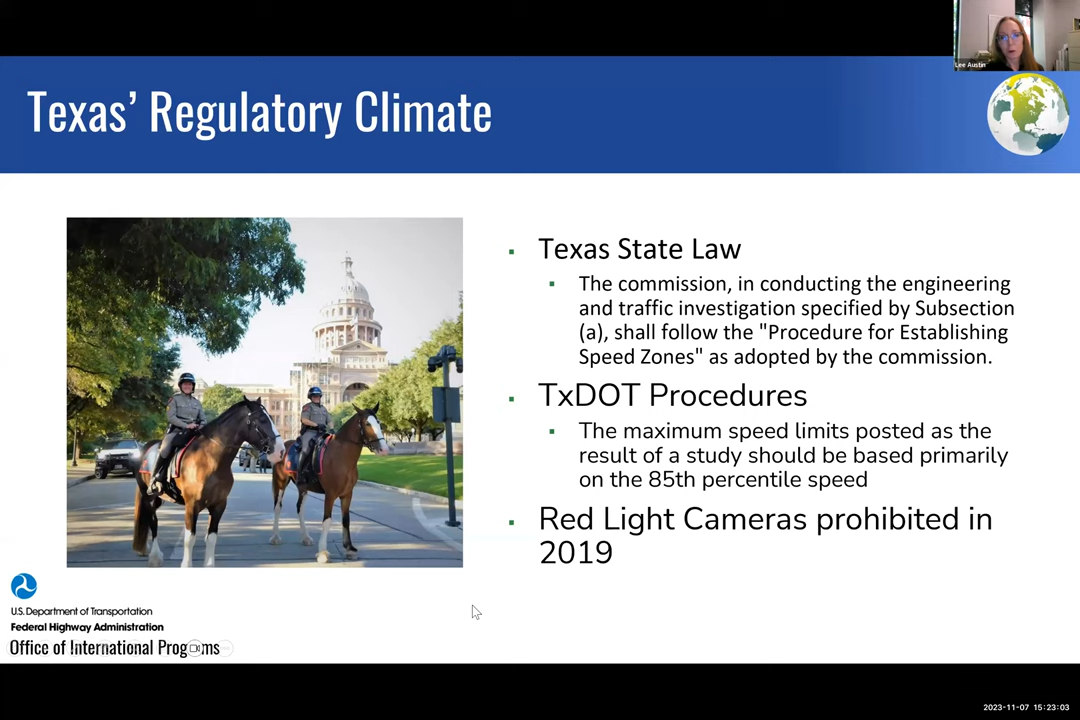 Lee Austin
Texas’ Regulatory Climate
Texas State Law
The commission, in conducting the engineering
and traffic investigation specified by Subsection
(a), shall follow the "Procedure for Establishing
Speed Zones" as adopted by the commission.
TxDOT Procedures
The maximum speed limits posted as the
result of a study should be based primarily
on the 85th percentile speed
Red Light Cameras prohibited in
2019
U.S. Department of Transportation
Federal Highway Administration
Office of International Programs
2023-11-07 15:23:03